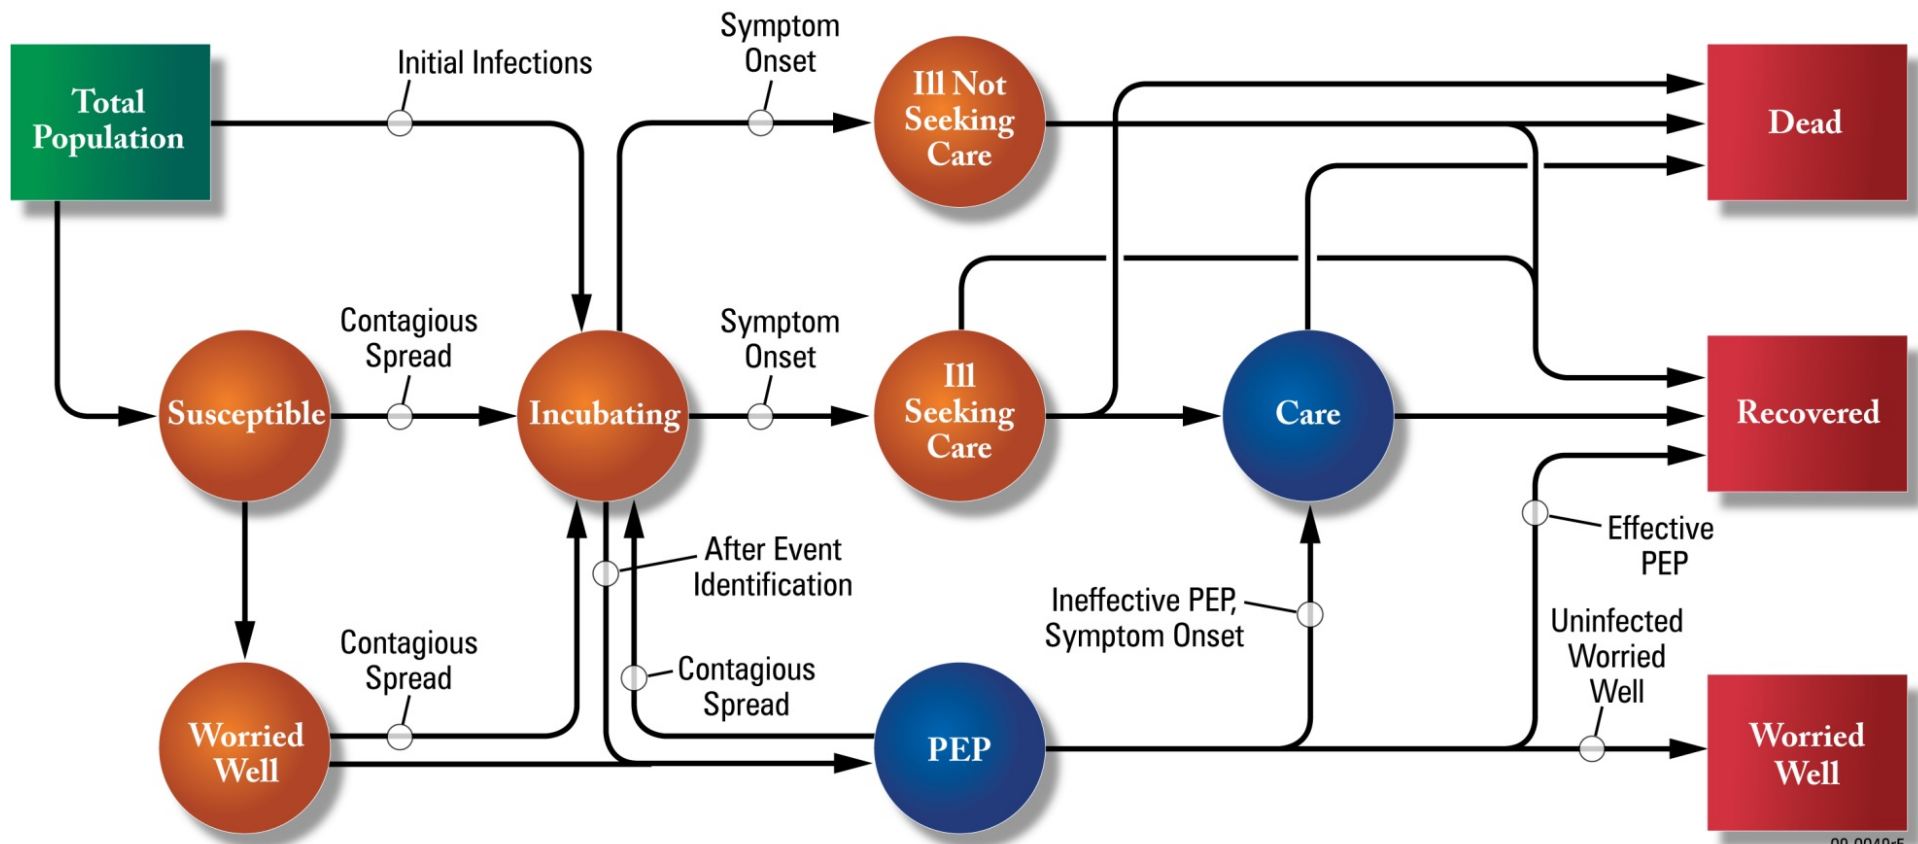 Total
Population
Initial Infections
Symptom
Onset
Ill Not
Seeking
Care
Dead
Contagious
Spread
Symptom
Onset
Susceptible
Incubating
Ill
Seeking
Care
Care
Recovered
After Event
Identification
Effective
PEP
Ineffective PEP,
Symptom Onset
Uninfected
Worried
Well
Contagious
Spread
Contagious
Spread
Worried
Well
PEP
Worried
Well